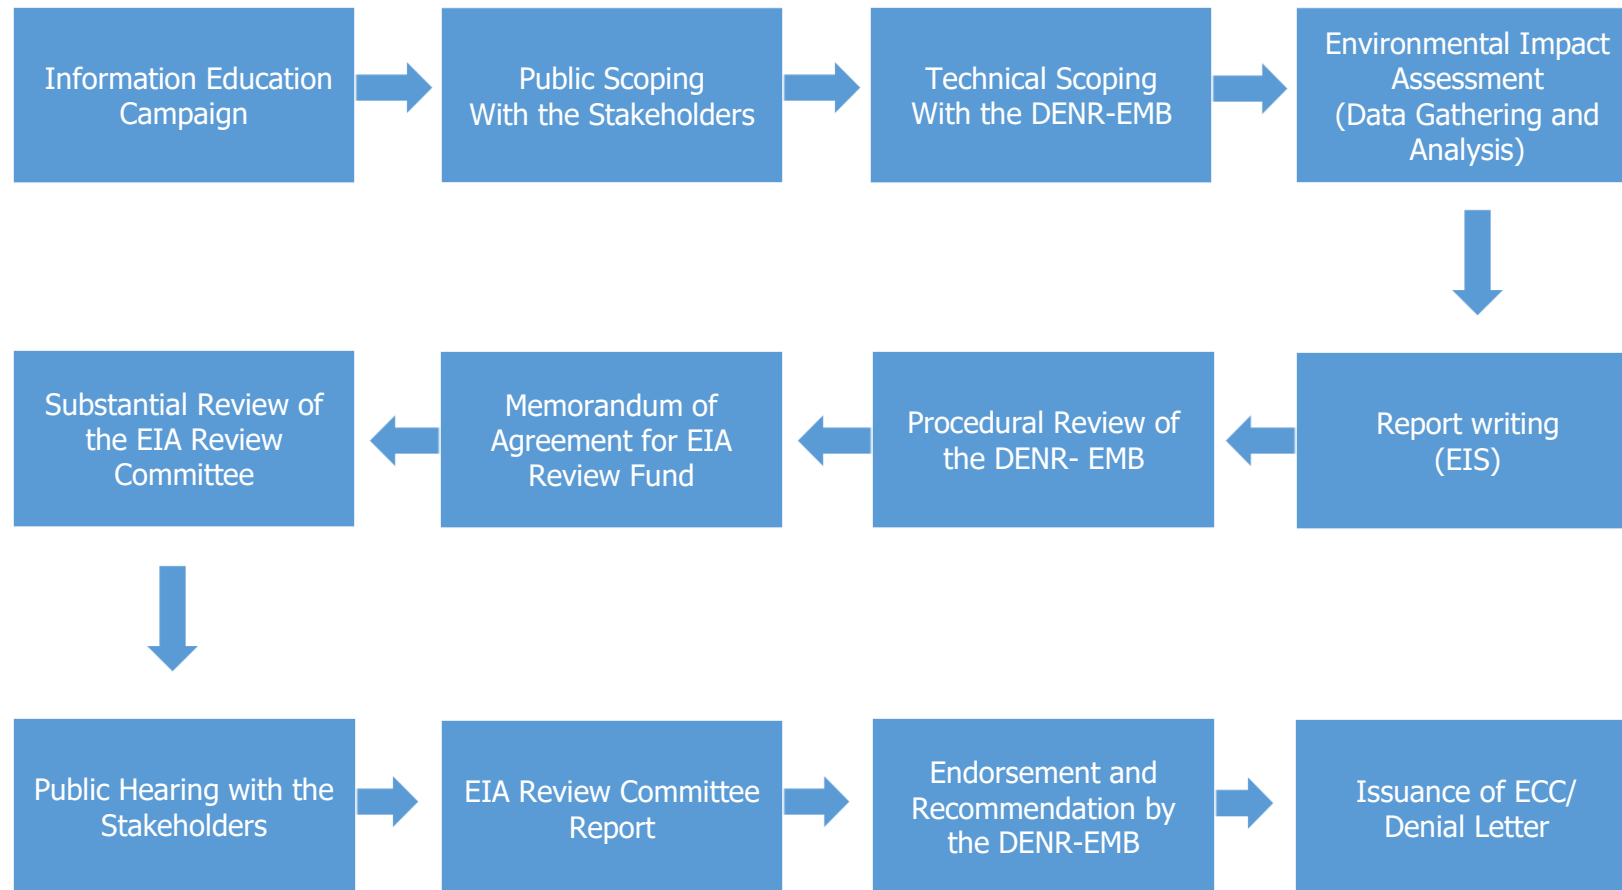 Information Education
Campaign
Public Scoping
With the Stakeholders
Technical Scoping
With the DENR-EMB
Environmental Impact
Assessment
(Data Gathering and
Analysis)
Substantial Review of
the EIA Review
Committee
Memorandum of
Agreement for EIA
Review Fund
Procedural Review of
the DENR- EMB
Report writing
(EIS)
Public Hearing with the
Stakeholders
EIA Review Committee
Report
Endorsement and
Recommendation by
the DENR-EMB
Issuance of ECC/
Denial Letter